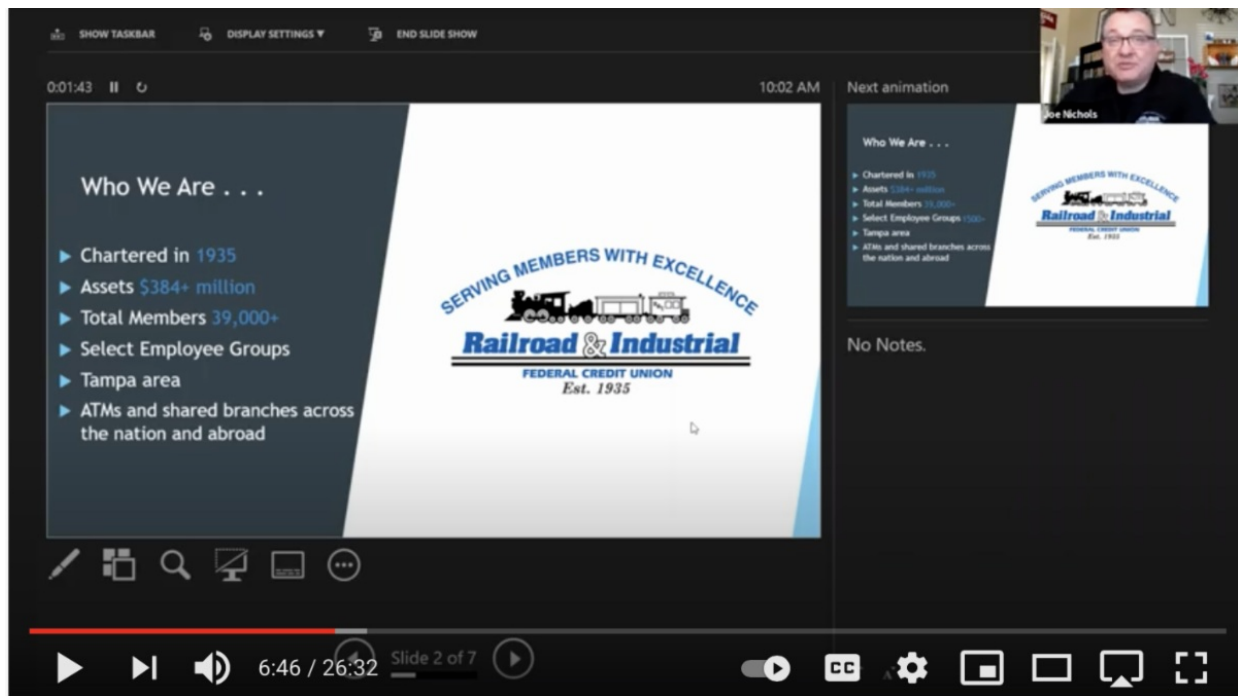 SHOW TASKBAR
DISPLAY SETTINGS ▼
END SLIDE SHOW
0:01:43
10:02 AM
Who We Are . . .
Chartered in 1935
Assets $384+ million
Total Members 39,000+
Select Employee Groups
Tampa area
ATMs and shared branches across
the nation and abroad
SERVING MEMBERS WITH EXCELLENCE
Railroad & Industrial
FEDERAL CREDIT UNION
Est. 1935
Next animation
Joe Nichols
Who We Are . . .
Chartered in 1935
Assets $384+ million
Total Members 39,000+
Select Employee Groups 1500+
Tampa area
ATMs and shared branches across
the nation and abroad
SERVING MEMBERS WITH EXCELLENCE
Railroad & Industrial
FEDERAL CREDIT UNION
Est. 1935
No Notes.
Slide 2 of 7
6:46 / 26:32
CC